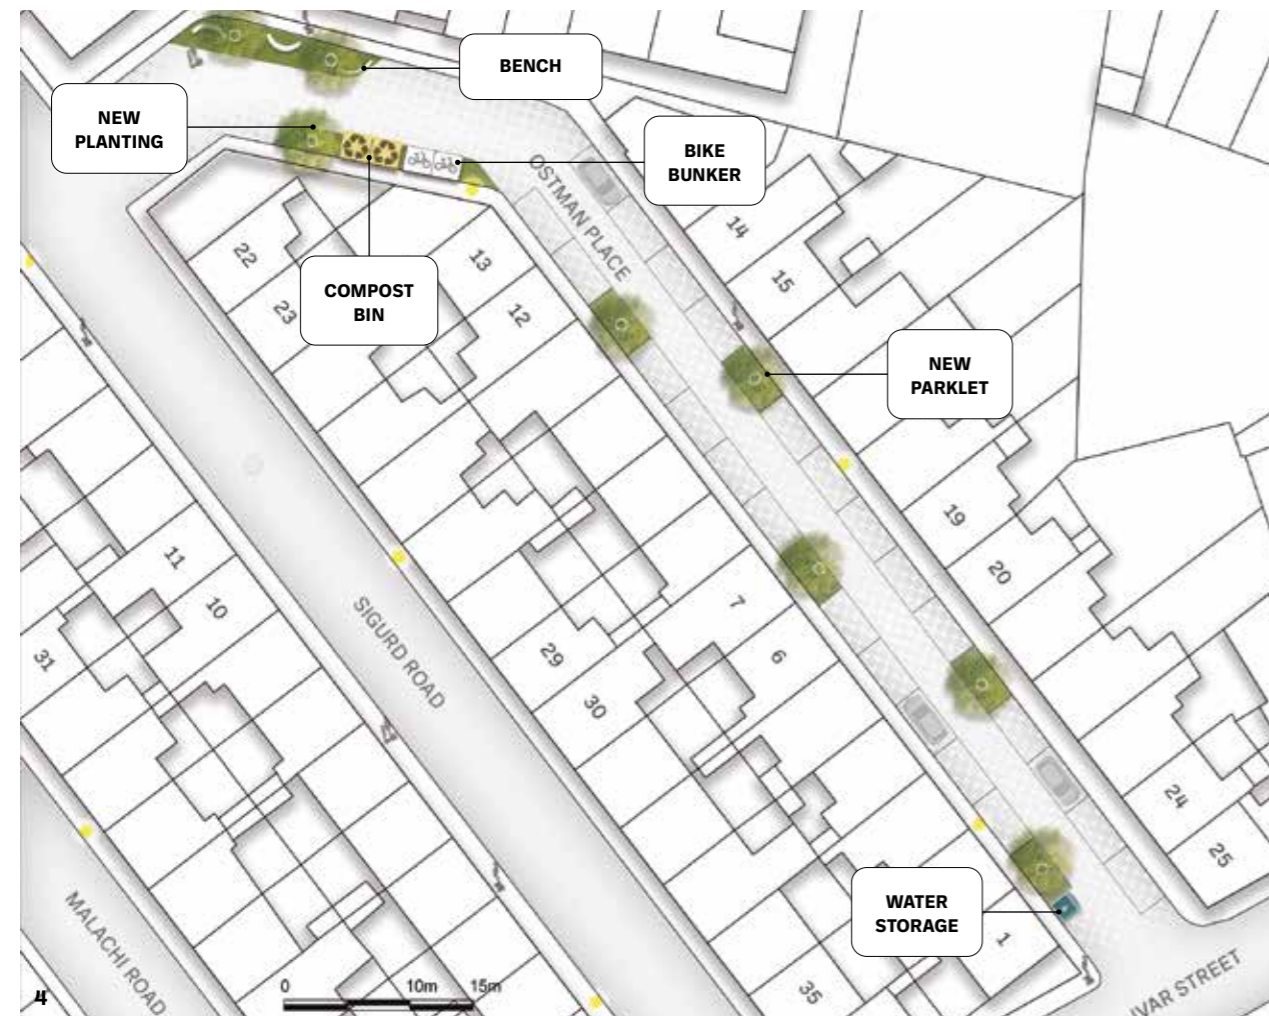 BENCH
NEW
PLANTING
BIKE
BUNKER
OSTMAN PLACE
COMPOST
BIN
14
15
22
23
13
12
NEW
PARKLET
19
20
11
10
31
7
6
29
30
SIGURD ROAD
24
25
MALACHI ROAD
WATER
STORAGE
1
35
IVAR STREET
0 10m 15m
4